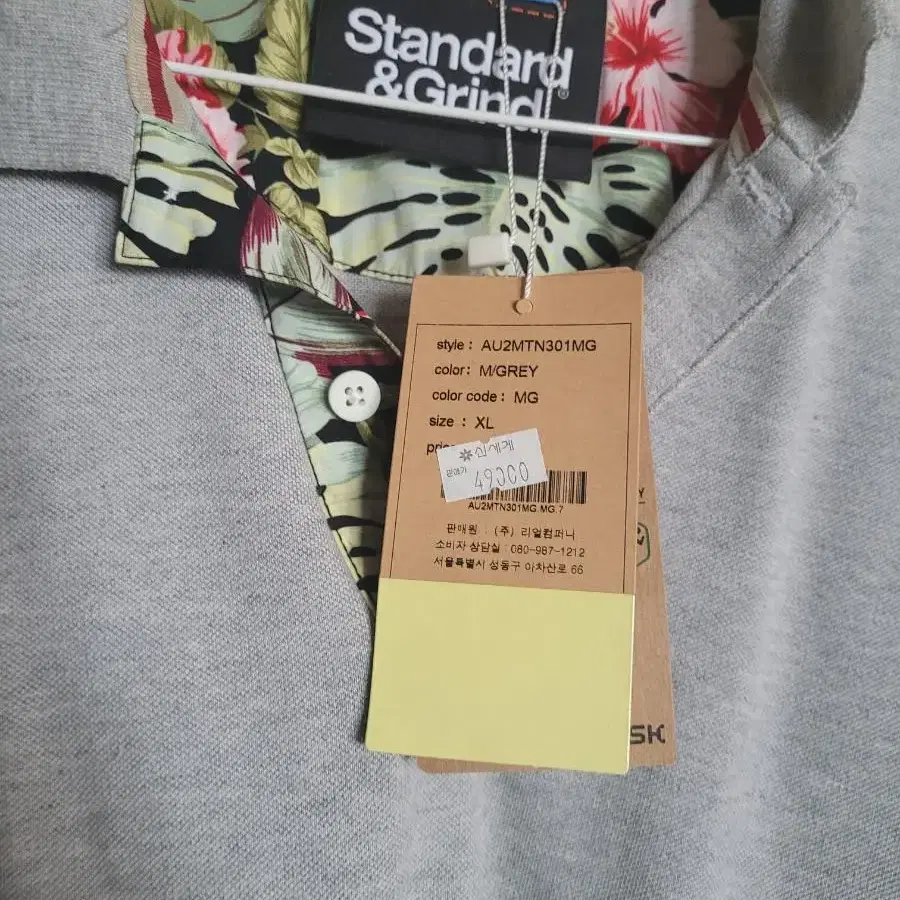 Standard
&Grind®
style : AU2MTN301MG
color: M/GREY
color code : MG
size : XL
신세계
판매가
49000
AU2MTN301MG.MG.7
판매원 : (주) 리얼컴퍼니
소비자 상담실 : 080-987-1212
서울특별시 성동구 아차산로 66
Y
SK